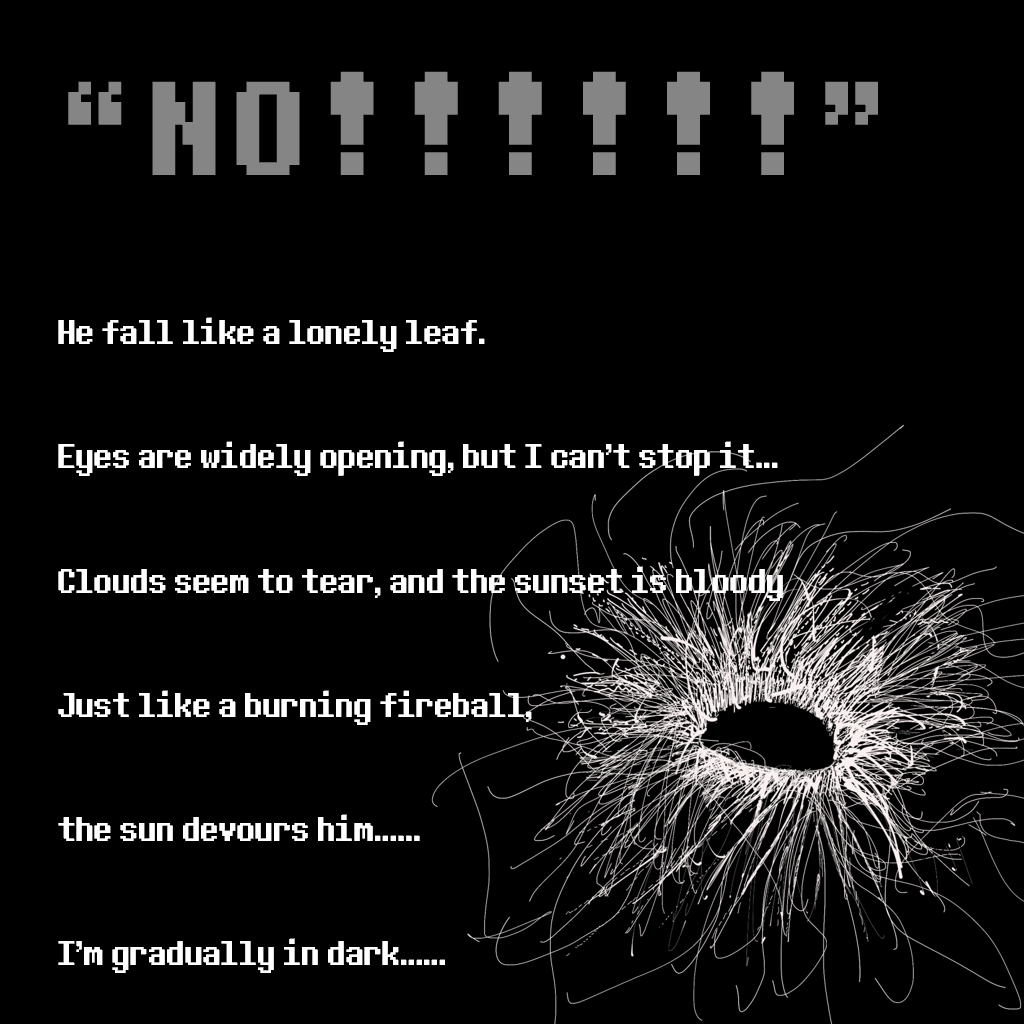 “NO!!!!!!”
He fall like a lonely leaf.
Eyes are widely opening, but I can’t stop it...
Clouds seem to tear, and the sunset is bloody
Just like a burning fireball,
the sun devours him......
I’m gradually in dark......